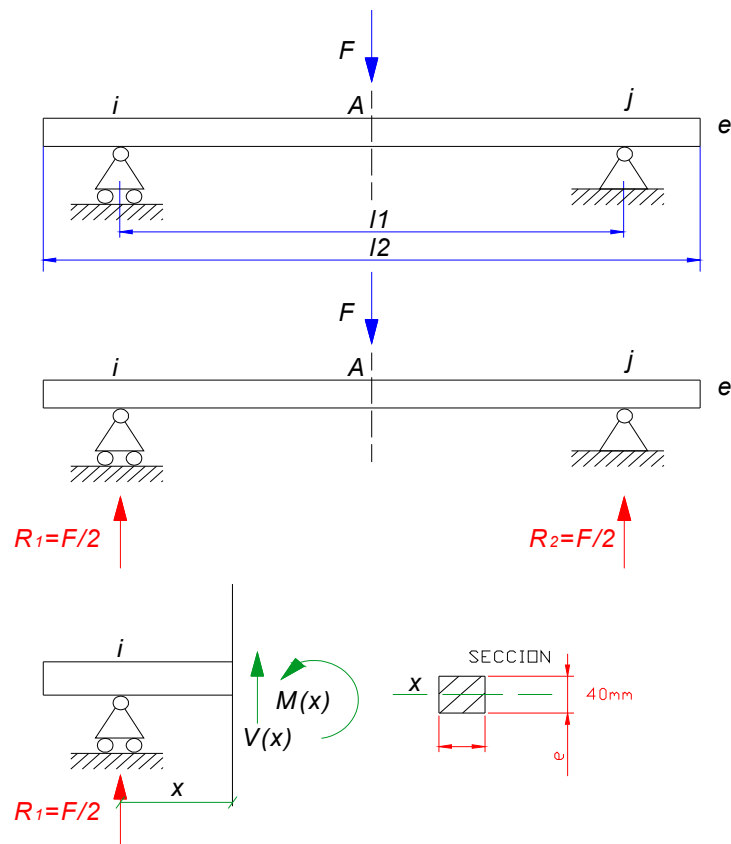 F
i
A
j
e
l1
l2
F
i
A
j
e
R1=F/2
R2=F/2
i
M(x)
V(x)
x
R1=F/2
SECCION
x
40mm
e